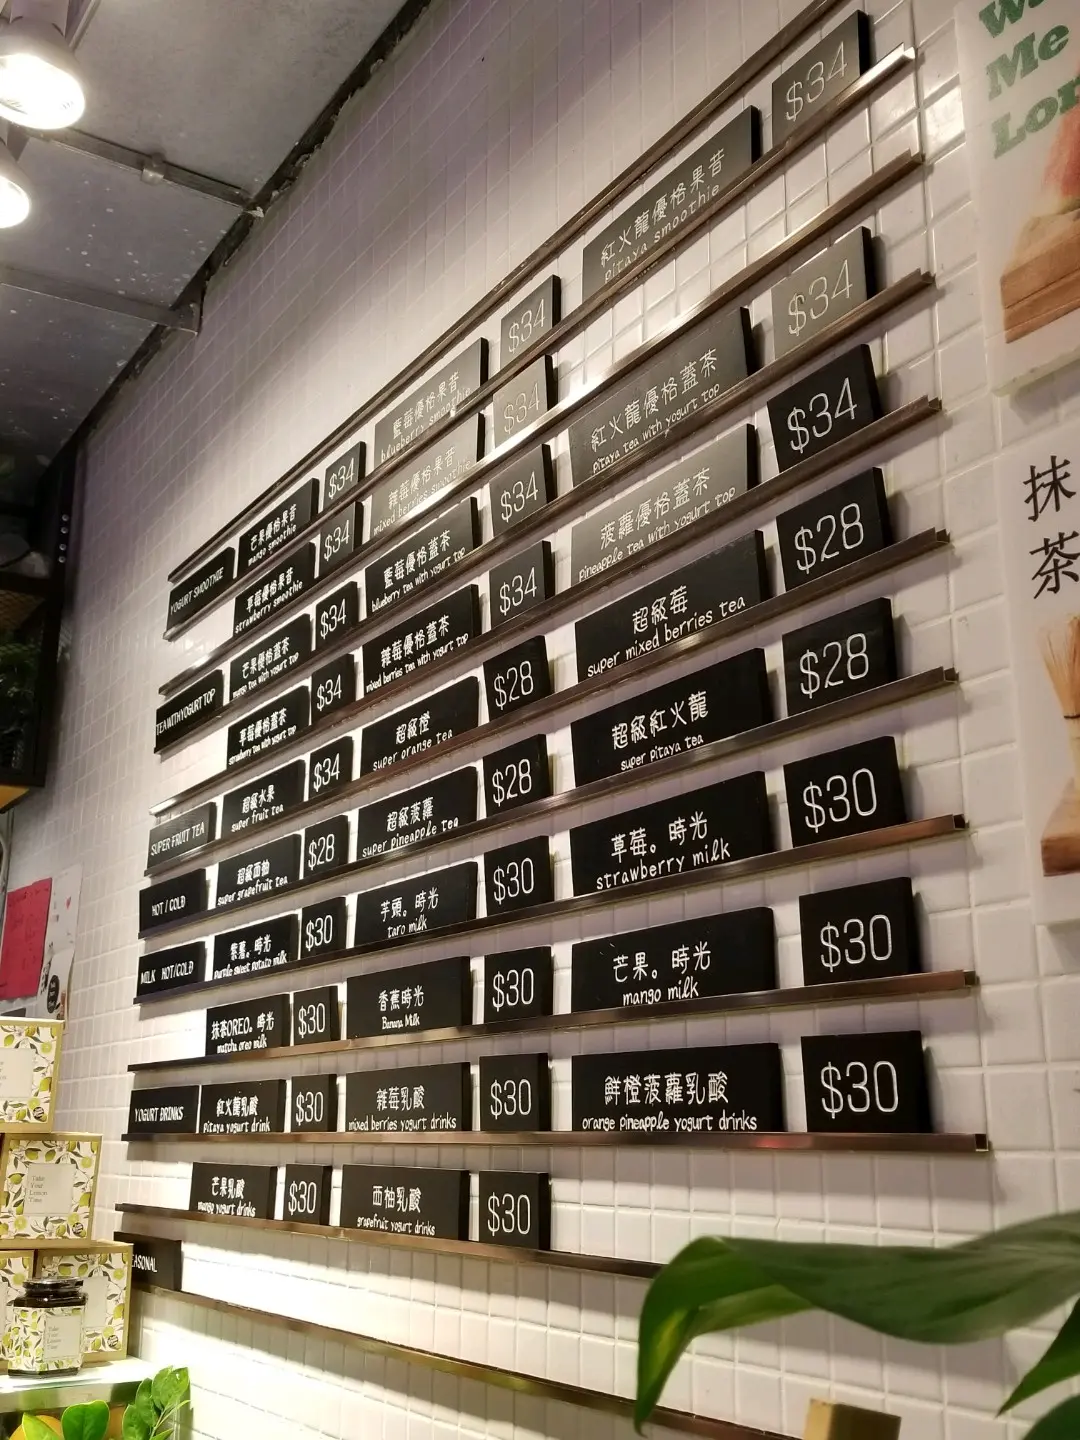 YOGURT SMOOTHIE
芒果優格果昔
mango smoothie
$34
藍莓優格果昔
blueberry smoothie
$34
紅火龍優格果昔
pitaya smoothie
$34
草莓優格果昔
strawberry smoothie
$34
雜莓優格果昔
mixed berries smoothie
$34
TEA WITH YOGURT TOP
芒果優格蓋茶
mango tea with yogurt top
$34
藍莓優格蓋茶
blueberry tea with yogurt top
$34
紅火龍優格蓋茶
pitaya tea with yogurt top
$34
草莓優格蓋茶
strawberry tea with yogurt top
$34
雜莓優格蓋茶
mixed berries tea with yogurt top
$34
菠蘿優格蓋茶
pineapple tea with yogurt top
$34
SUPER FRUIT TEA
超級水果
super fruit tea
$34
超級橙
super orange tea
$28
超級莓
super mixed berries tea
$28
HOT / COLD
超級西柚
super grapefruit tea
$28
超級菠蘿
super pineapple tea
$28
超級紅火龍
super pitaya tea
$28
MILK HOT/COLD
紫薯。時光
purple sweet potato milk
$30
芋頭。時光
taro milk
$30
草莓。時光
strawberry milk
$30
抹茶OREO。時光
matcha oreo milk
$30
香蕉時光
Banana Milk
$30
芒果。時光
mango milk
$30
YOGURT DRINKS
紅火龍乳酸
Pitaya yogurt drink
$30
雜莓乳酸
mixed berries yogurt drinks
$30
鮮橙菠蘿乳酸
orange pineapple yogurt drinks
$30
芒果乳酸
mango yogurt drinks
$30
西柚乳酸
grapefruit yogurt drinks
$30
EASONAL
Me
Lon
抹
茶
Take
Your
Lemon
Time